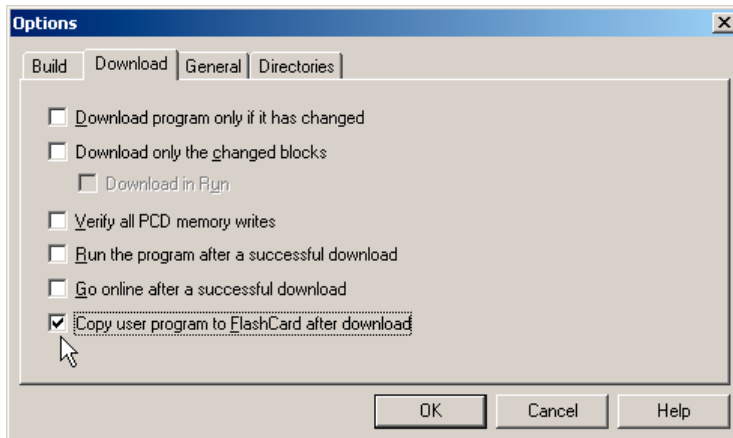 Options
Build Download General Directories
Download program only if it has changed
Download only the changed blocks
Download in Run
Verify all PCD memory writes
Run the program after a successful download
Go online after a successful download
Copy user program to FlashCard after download
OK Cancel Help